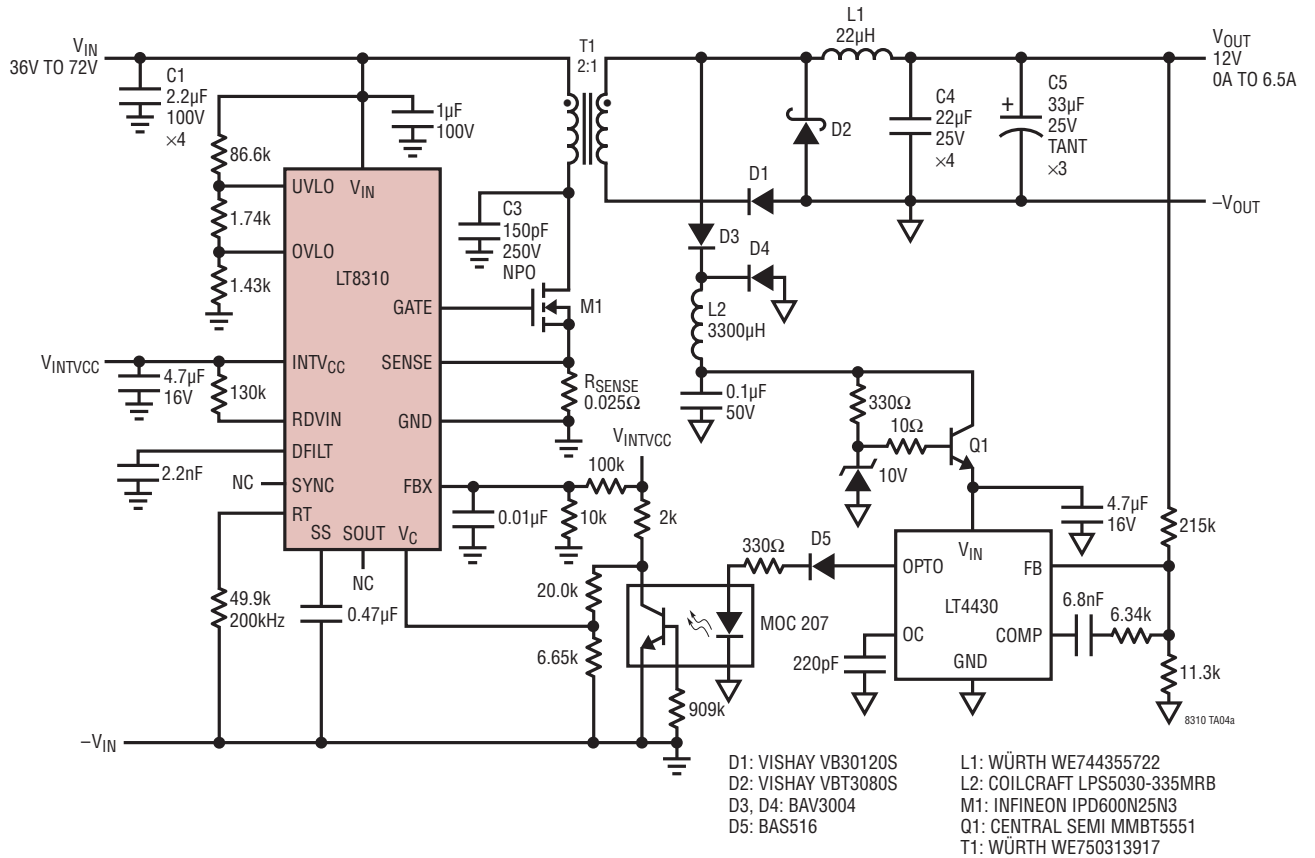 VIN
36V TO 72V
C1
2.2µF
100V
×4
1µF
100V
T1
2:1
L1
22µH
VOUT
12V
0A TO 6.5A
C4
22µF
25V
×4
+
C5
33µF
25V
TANT
×3
D2
D1
–VOUT
86.6k
1.74k
1.43k
UVLO
VIN
OVLO
LT8310
GATE
C3
150pF
250V
NPO
M1
D3
D4
L2
3300µH
VINTVCC
4.7µF
16V
130k
INTVCC
SENSE
RDVIN
GND
RSENSE
0.025Ω
0.1µF
50V
330Ω
10Ω
Q1
10V
DFILT
2.2nF
NC
SYNC
FBX
RT
SS
SOUT
VC
NC
VINTVCC
100k
0.01µF
10k
2k
49.9k
200kHz
0.47µF
20.0k
6.65k
MOC 207
909k
330Ω
D5
OPTO
VIN
FB
LT4430
OC
COMP
GND
220pF
4.7µF
16V
215k
6.8nF
6.34k
11.3k
8310 TA04a
–VIN
D1: VISHAY VB30120S
D2: VISHAY VBT3080S
D3, D4: BAV3004
D5: BAS516
L1: WÜRTH WE744355722
L2: COILCRAFT LPS5030-335MRB
M1: INFINEON IPD600N25N3
Q1: CENTRAL SEMI MMBT5551
T1: WÜRTH WE750313917